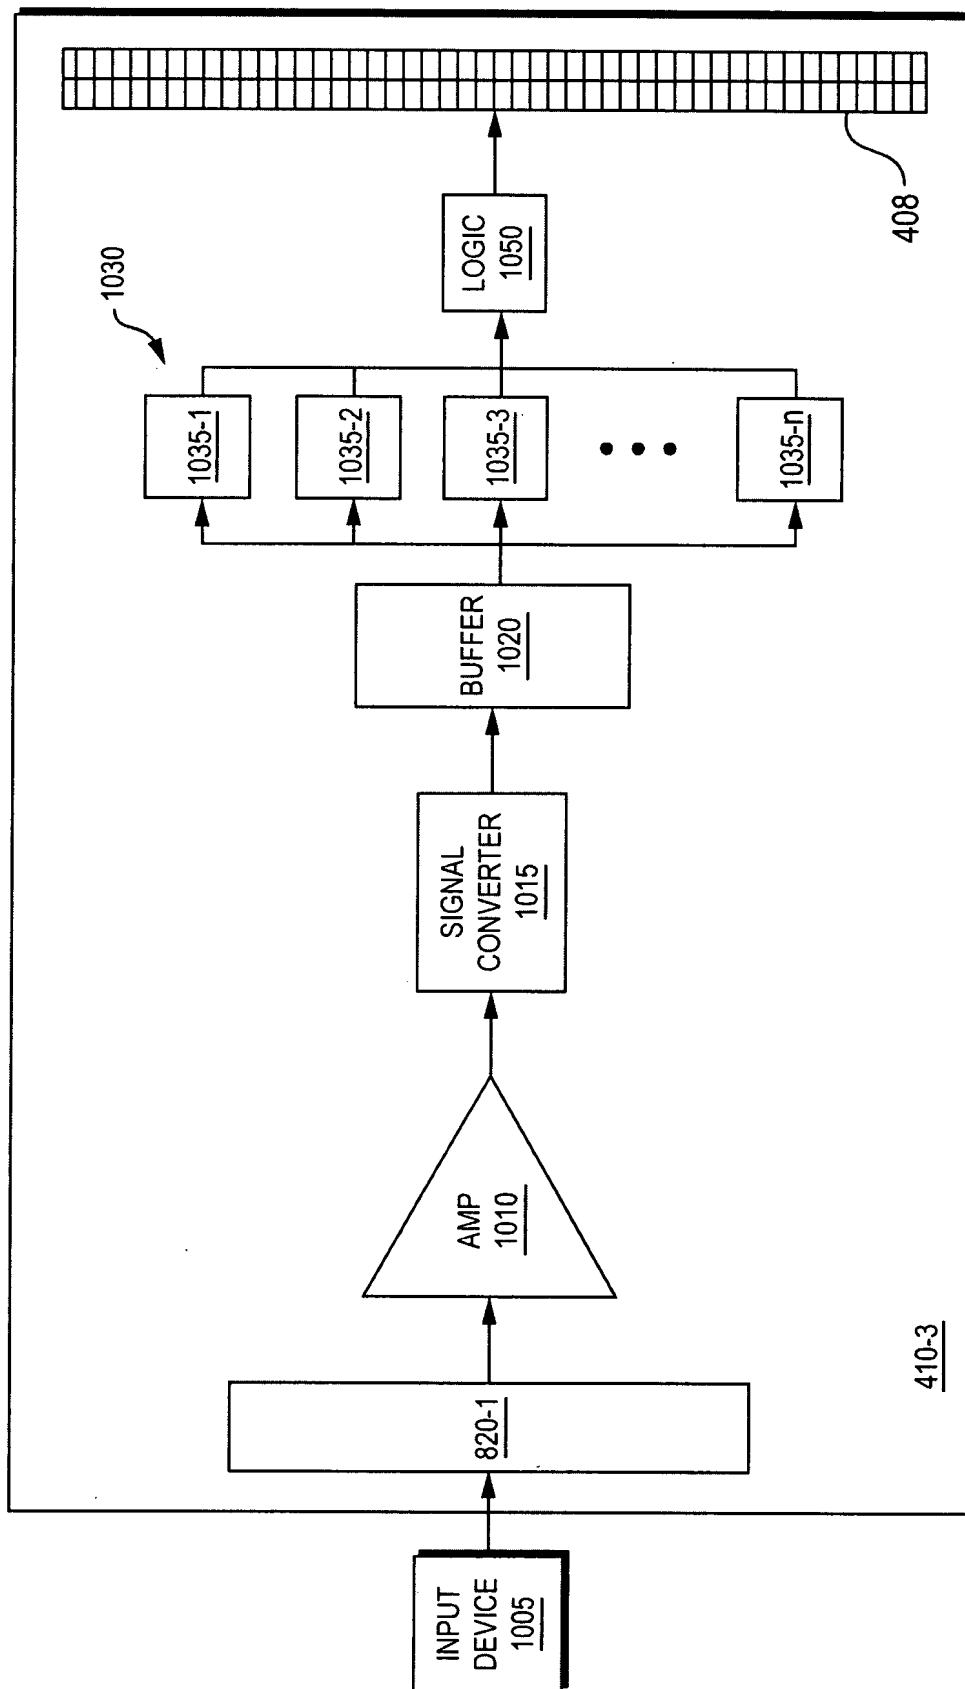 INPUT
DEVICE
1005
820-1
AMP
1010
SIGNAL
CONVERTER
1015
BUFFER
1020
1030
1035-1
1035-2
1035-3
1035-n
LOGIC
1050
408
410-3